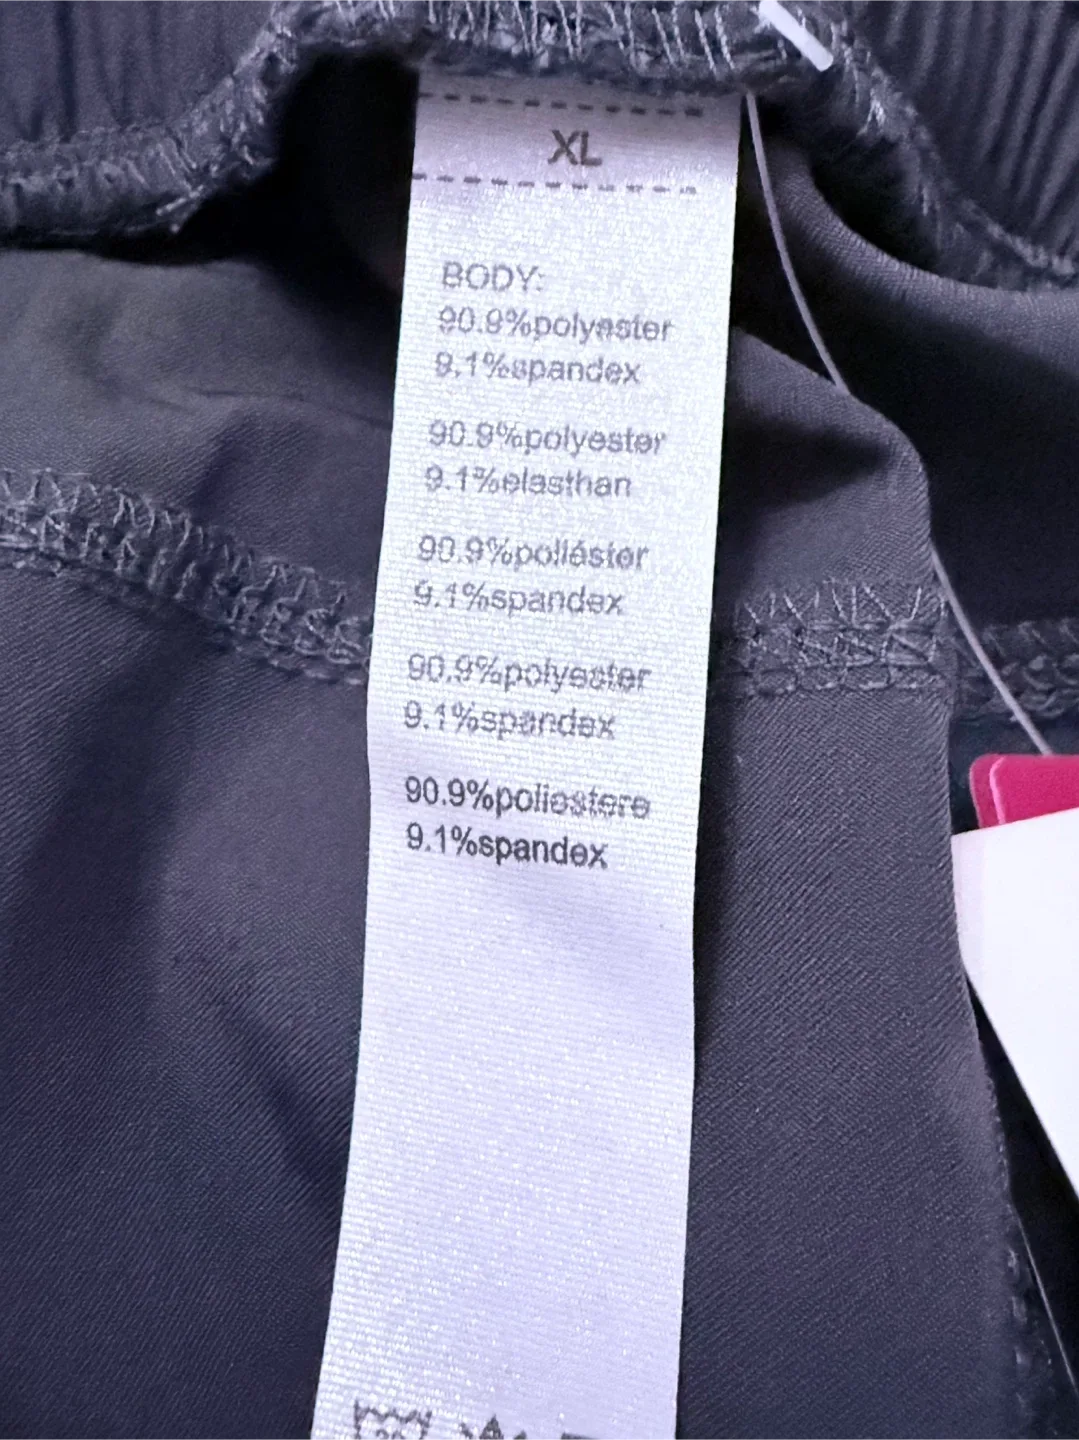 XL
BODY:
90.9%polyester
9.1%spandex
90.9%polyester
9.1%elasthan
90.9%poliéster
9.1%spandex
90.9%polyester
9.1%spandex
90.9%poliestere
9.1%spandex